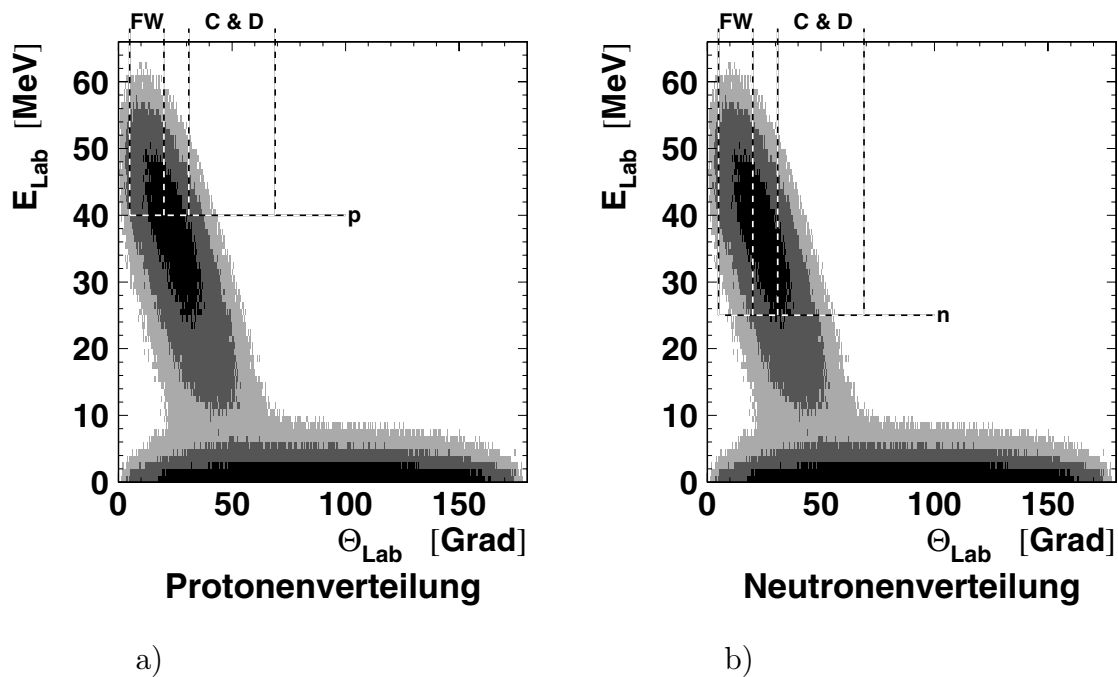 FW C & D
60
50
40
30
20
10
0
E_Lab [MeV]
p
0 50 100 150
Θ_Lab [Grad]
Protonenverteilung
a)
FW C & D
60
50
40
30
20
10
0
E_Lab [MeV]
n
0 50 100 150
Θ_Lab [Grad]
Neutronenverteilung
b)